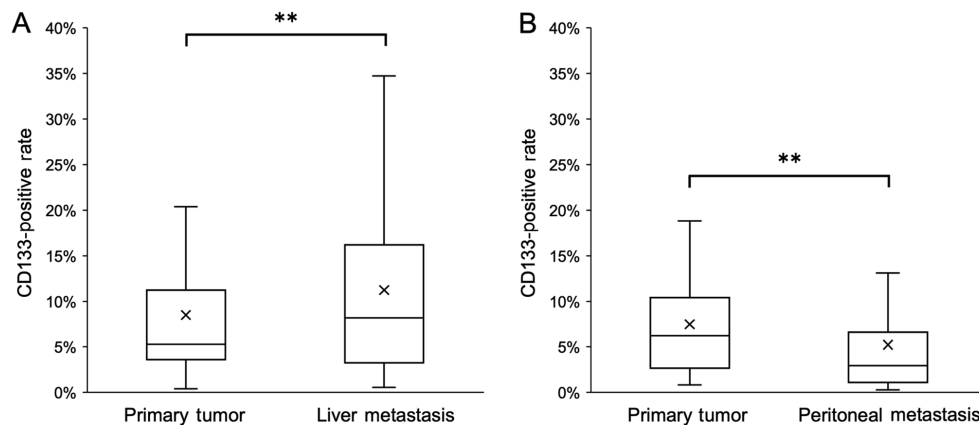 A
**
CD133-positive rate
40%
35%
30%
25%
20%
15%
10%
5%
0%
Primary tumor
Liver metastasis
B
**
CD133-positive rate
40%
35%
30%
25%
20%
15%
10%
5%
0%
Primary tumor
Peritoneal metastasis